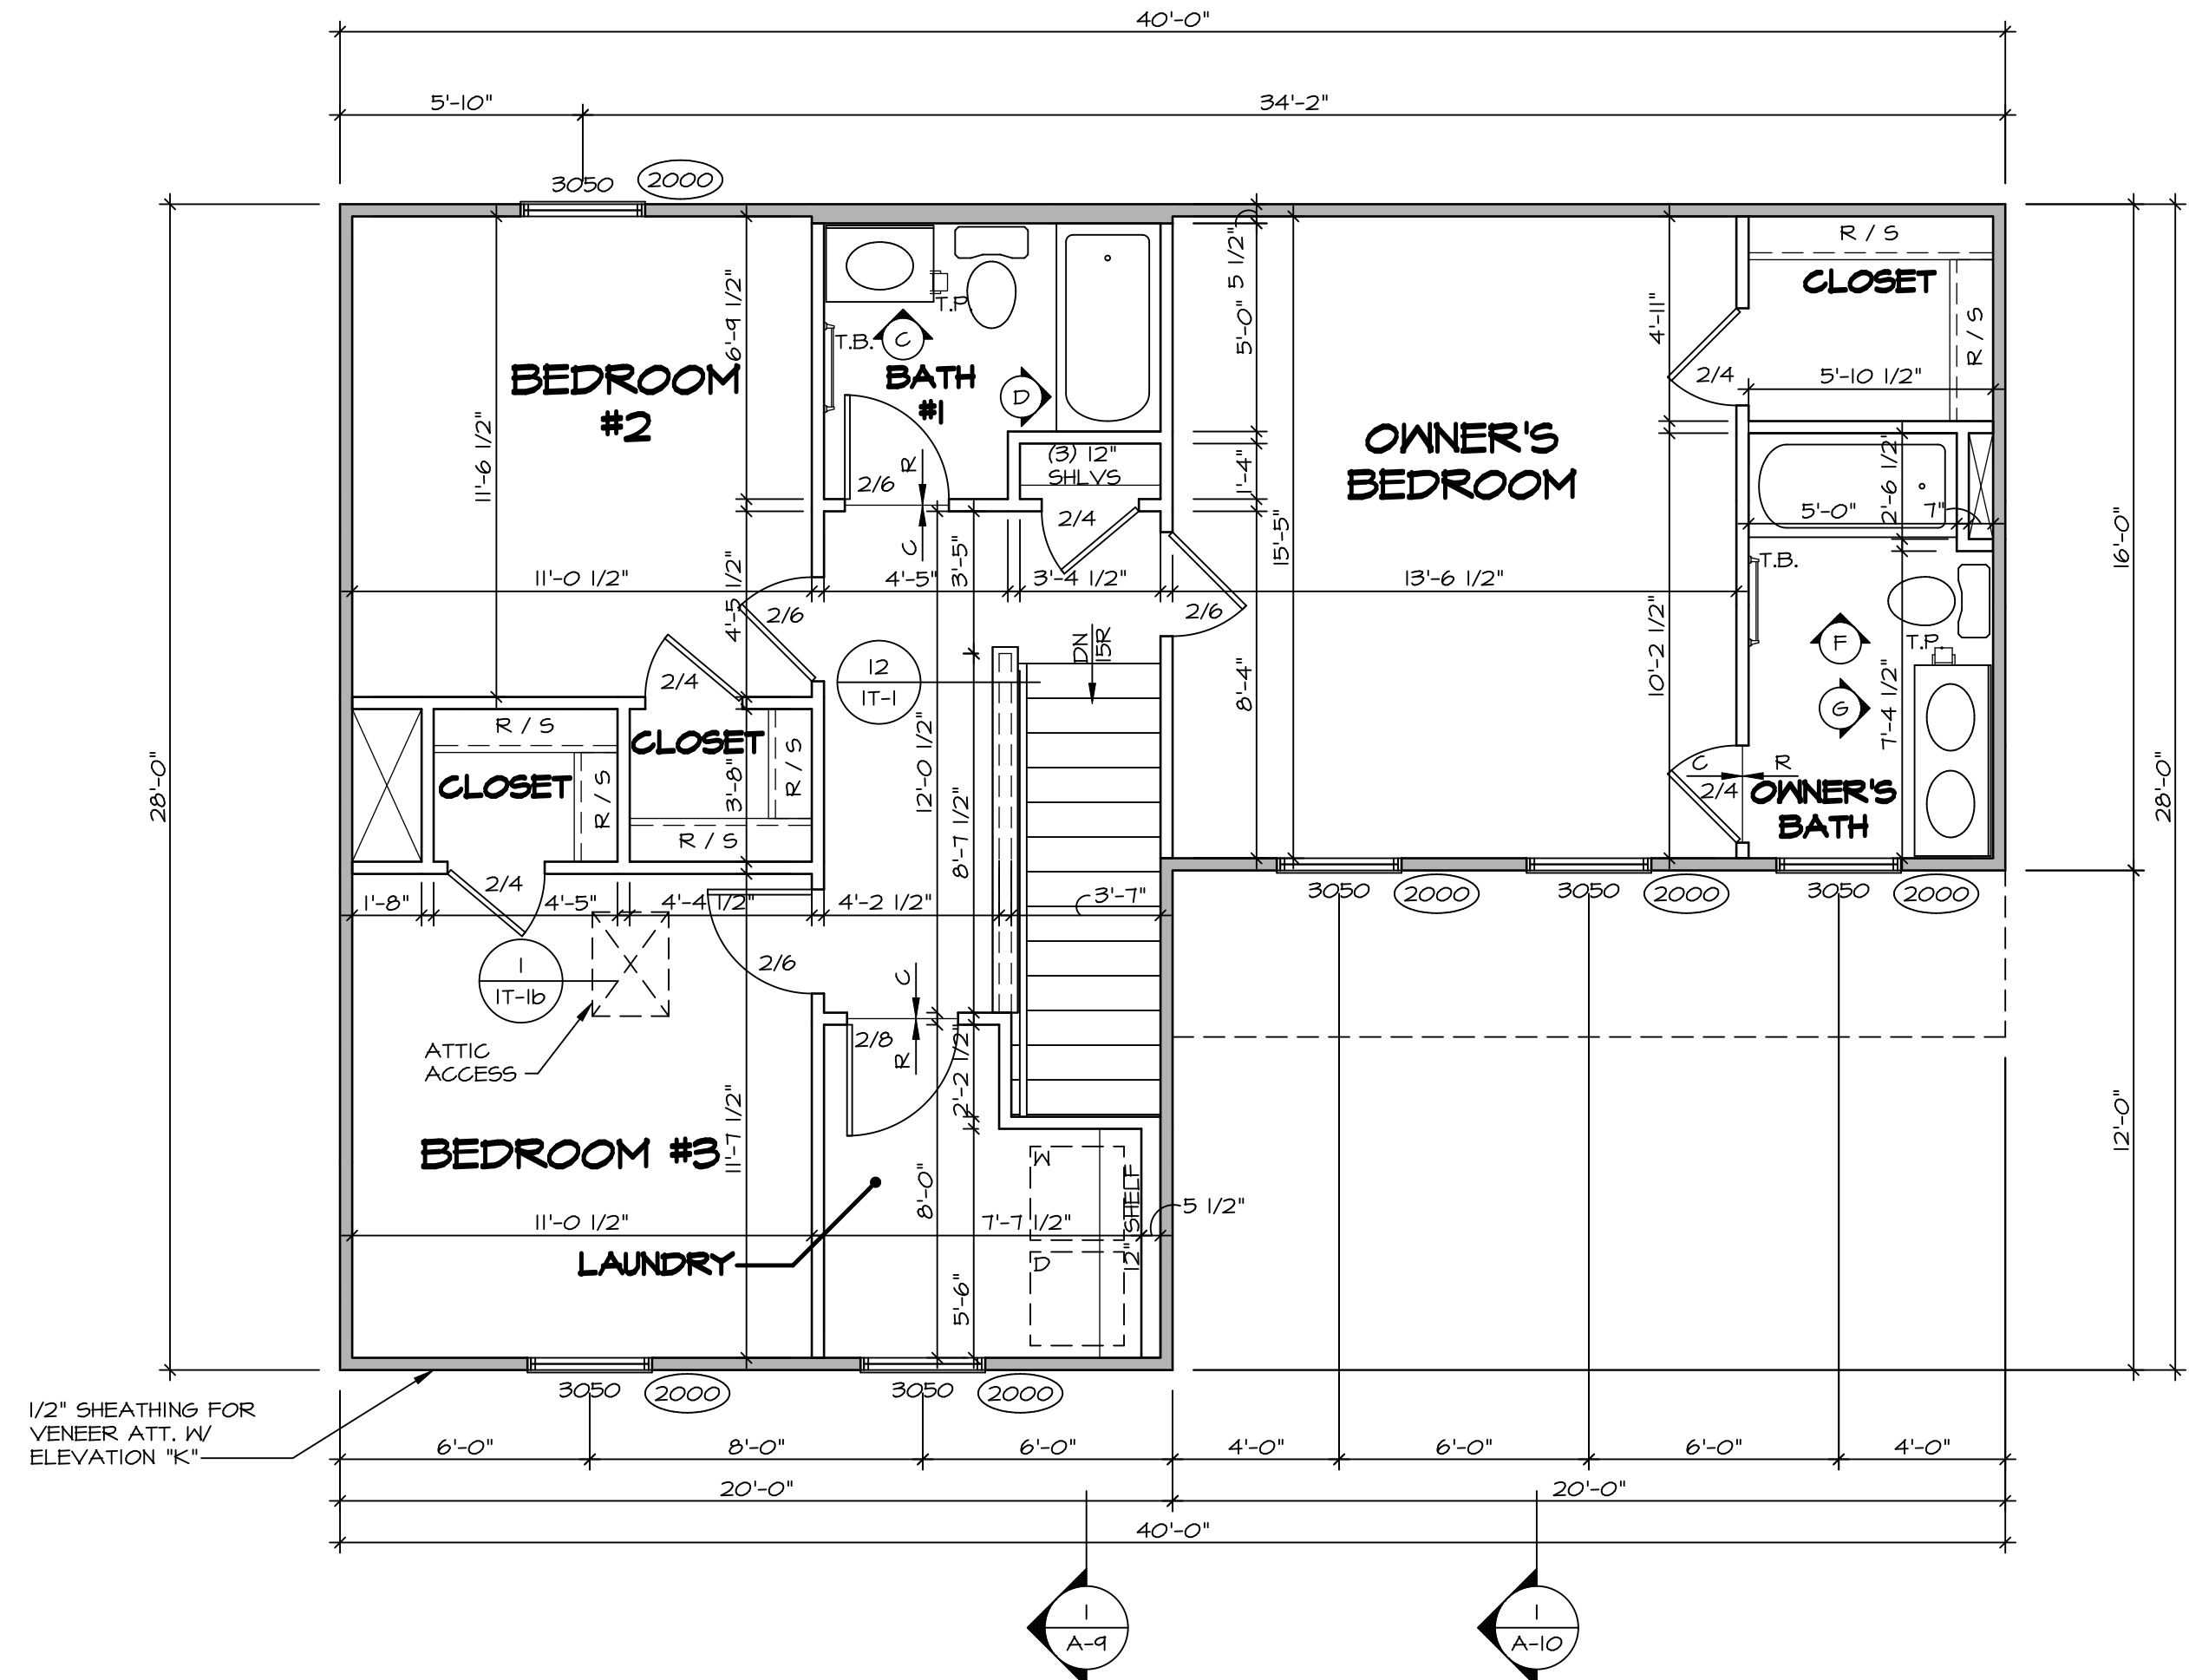 40'-0"
5'-10"
34'-2"
3050
2000
R / S
CLOSET
R / S
5'-10 1/2"
2/4
4'-11"
5 1/2"
5'-0"
6'-9 1/2"
T.P.
T.B.
C
BATH
#1
D
BEDROOM
#2
11'-6 1/2"
OWNER'S
BEDROOM
(3) 12"
SHLVS
1'-4"
R
2/6
2/4
C
3'-5"
15'-5"
2'-6 1/2"
5'-0"
7"
16'-0"
T.B.
11'-0 1/2"
4'-5"
3'-4 1/2"
13'-6 1/2"
4'-5 1/2"
2/6
2/6
DN
15R
F
T.P.
10'-2 1/2"
8'-4"
12
IT-1
2/4
G
7'-4 1/2"
R / S
CLOSET
R / S
CLOSET
R / S
3'-8"
R / S
12'-0 1/2"
8'-7 1/2"
C
R
2/4
OWNER'S
BATH
28'-0"
28'-0"
2/4
1'-8"
4'-5"
4'-4 1/2"
4'-2 1/2"
3'-7"
3050
2000
3050
2000
3050
2000
1
IT-1b
2/6
C
2/8
R
ATTIC
ACCESS
2'-2 1/2"
11'-7 1/2"
12'-0"
BEDROOM #3
W
12" SHELF
8'-0"
5 1/2"
11'-0 1/2"
7'-7 1/2"
LAUNDRY
D
5'-6"
3050
2000
3050
2000
1/2" SHEATHING FOR
VENEER ATT. W/
ELEVATION "K"
6'-0"
8'-0"
6'-0"
4'-0"
6'-0"
6'-0"
4'-0"
20'-0"
20'-0"
40'-0"
1
A-9
1
A-10